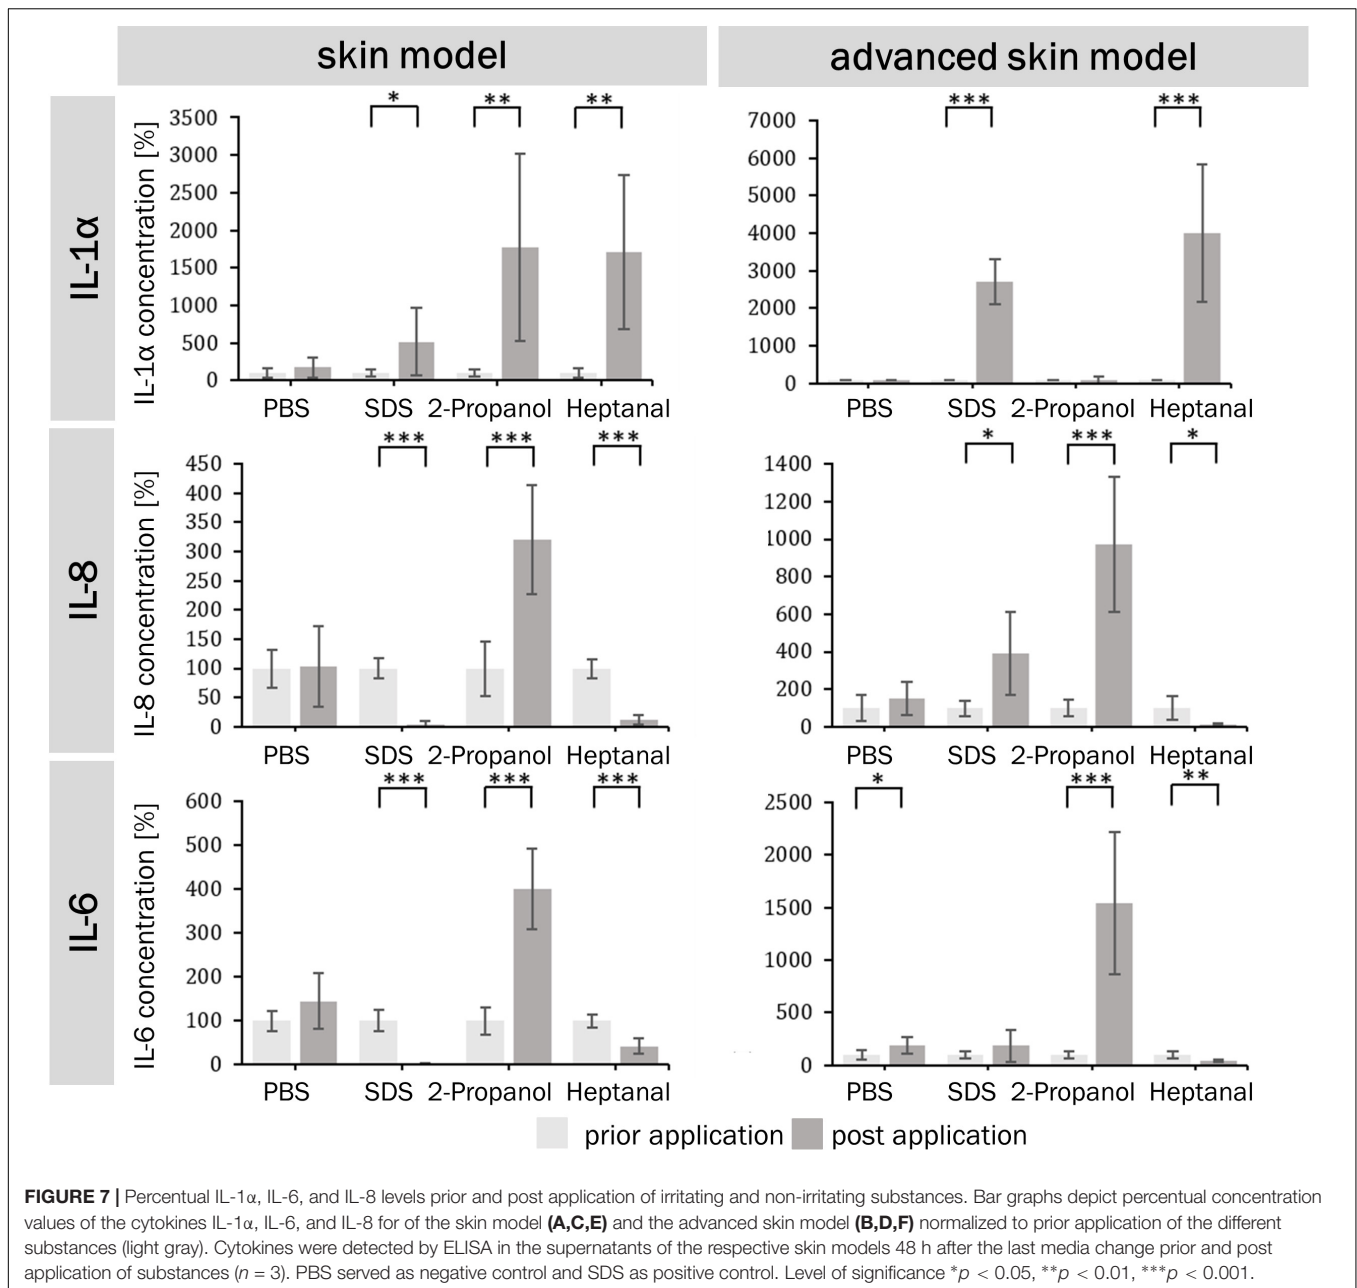 skin model
advanced skin model
IL-1α
IL-1α concentration [%]
3500
3000
2500
2000
1500
1000
500
0
*
**
**
PBS
SDS
2-Propanol
Heptanal
7000
6000
5000
4000
3000
2000
1000
0
***
***
PBS
SDS
2-Propanol
Heptanal
IL-8
IL-8 concentration [%]
450
400
350
300
250
200
150
100
50
0
***
***
***
PBS
SDS
2-Propanol
Heptanal
1400
1200
1000
800
600
400
200
0
*
***
*
PBS
SDS
2-Propanol
Heptanal
IL-6
IL-6 concentration [%]
600
500
400
300
200
100
0
***
***
***
PBS
SDS
2-Propanol
Heptanal
2500
2000
1500
1000
500
0
*
***
**
PBS
SDS
2-Propanol
Heptanal
prior application
post application
FIGURE 7 | Percentual IL-1α, IL-6, and IL-8 levels prior and post application of irritating and non-irritating substances. Bar graphs depict percentual concentration
values of the cytokines IL-1α, IL-6, and IL-8 for of the skin model (A,C,E) and the advanced skin model (B,D,F) normalized to prior application of the different
substances (light gray). Cytokines were detected by ELISA in the supernatants of the respective skin models 48 h after the last media change prior and post
application of substances (n = 3). PBS served as negative control and SDS as positive control. Level of significance *p < 0.05, **p < 0.01, ***p < 0.001.